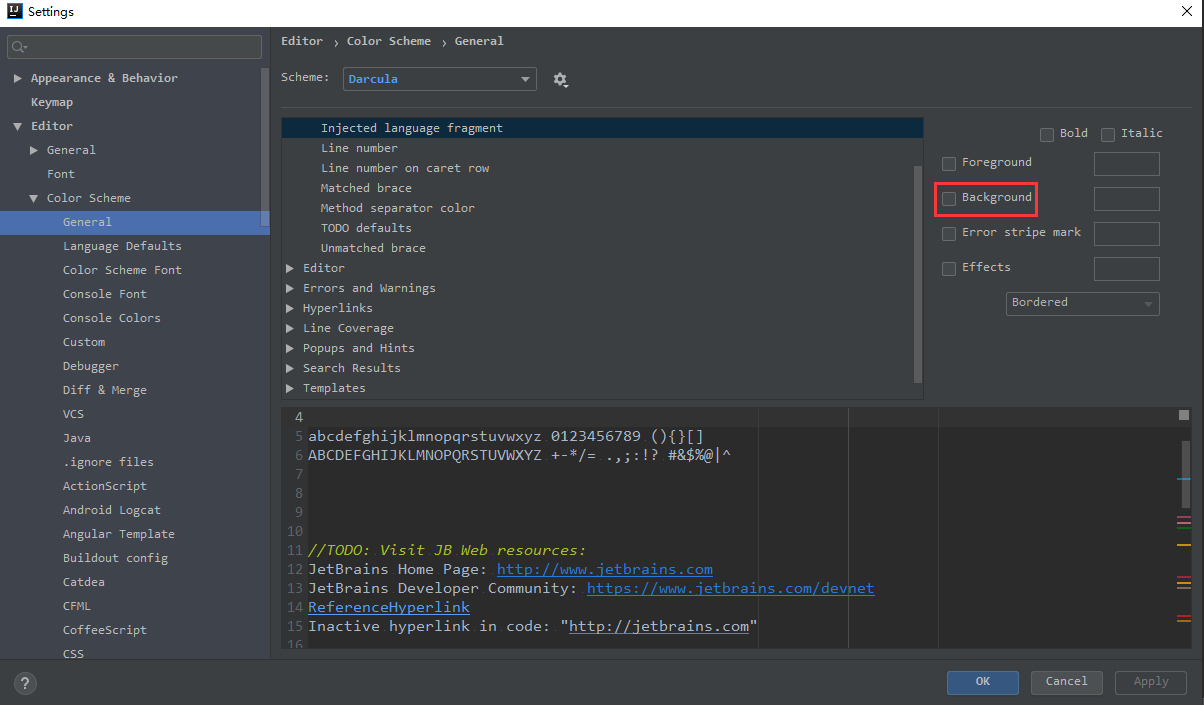 Settings
Editor › Color Scheme › General
Scheme: Darcula
Appearance & Behavior
Keymap
Editor
General
Font
Color Scheme
General
Language Defaults
Color Scheme Font
Console Font
Console Colors
Custom
Debugger
Diff & Merge
VCS
Java
.ignore files
ActionScript
Android Logcat
Angular Template
Buildout config
Catdea
CFML
CoffeeScript
CSS
Injected language fragment
Line number
Line number on caret row
Matched brace
Method separator color
TODO defaults
Unmatched brace
Editor
Errors and Warnings
Hyperlinks
Line Coverage
Popups and Hints
Search Results
Templates
Bold Italic
Foreground
Background
Error stripe mark
Effects
Bordered
4
5 abcdefghijklmnopqrstuvwxyz 0123456789 (){}[]
6 ABCDEFGHIJKLMNOPQRSTUVWXYZ +-*/= .,;:!? #&$%@|^
7
8
9
10
11 //TODO: Visit JB Web resources:
12 JetBrains Home Page: http://www.jetbrains.com
13 JetBrains Developer Community: https://www.jetbrains.com/devnet
14 ReferenceHyperlink
15 Inactive hyperlink in code: "http://jetbrains.com"
16
? OK Cancel Apply